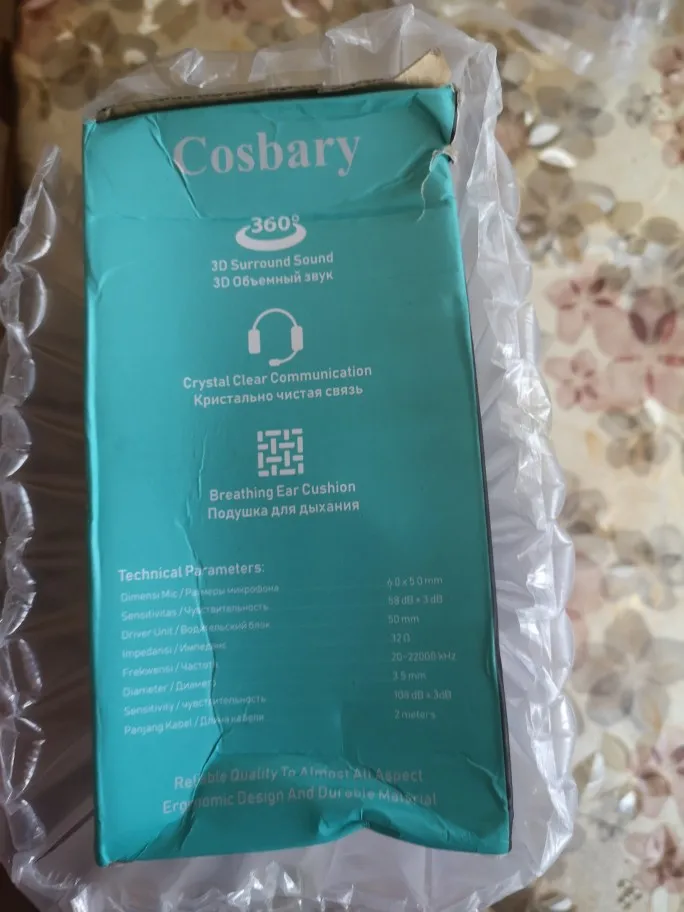 Cosbary
360°
3D Surround Sound
3D Объемный звук
Crystal Clear Communication
Кристально чистая связь
Breathing Ear Cushion
Подушка для дыхания
Technical Parameters:
Dimensi Mic / Размеры микрофона 6.0 x 5.0 mm
Sensitivitas / Чувствительность 58 dB ± 3 dB
Driver Unit / Водительский блок 50 mm
Impedansi / Импеданс 32 Ω
Frekwensi / Частота 20-22000 kHz
Diameter / Диаметр 3.5 mm
Sensitivity / чувствительность 108 dB ± 3dB
Panjang Kabel / Длина кабеля 2 meters
Reliable Quality To Almost All Aspect
Ergonomic Design And Durable Material